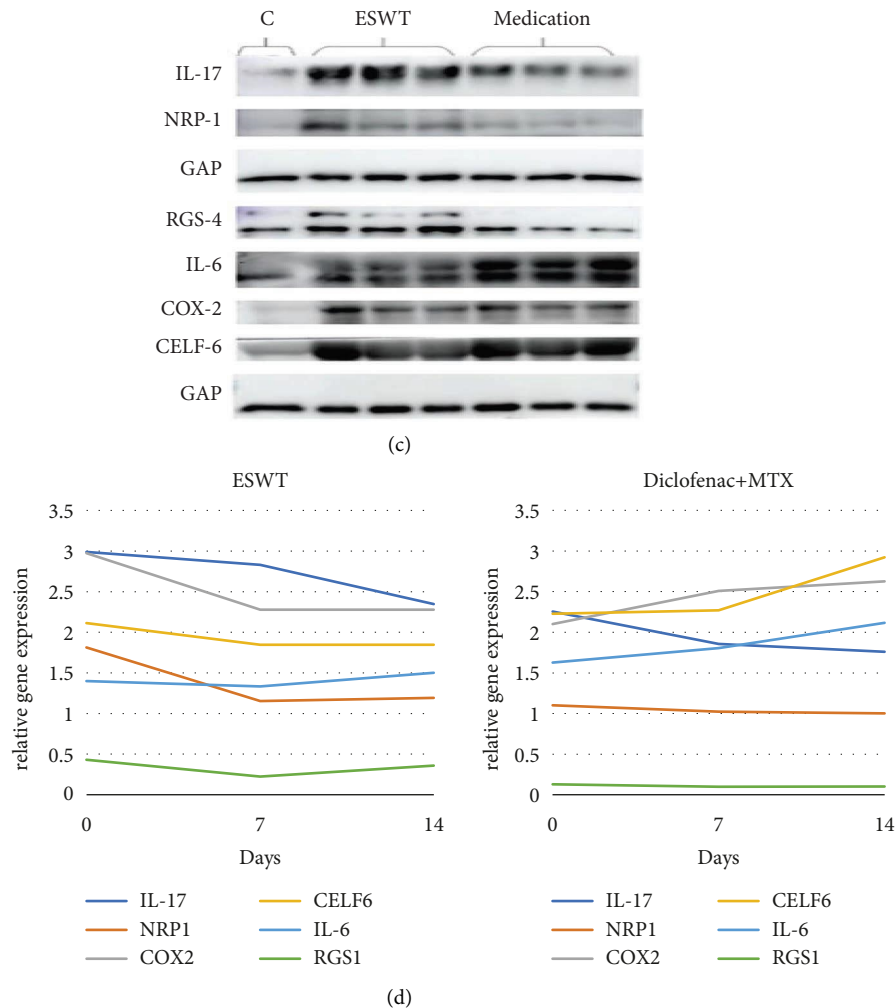 C ESWT Medication
IL-17
NRP-1
GAP
RGS-4
IL-6
COX-2
CELF-6
GAP
(c)
ESWT
relative gene expression
3.5
3
2.5
2
1.5
1
0.5
0
0 7 14
Days
IL-17 CELF6
NRP1 IL-6
COX2 RGS1
Diclofenac+MTX
relative gene expression
3.5
3
2.5
2
1.5
1
0.5
0
0 7 14
Days
IL-17 CELF6
NRP1 IL-6
COX2 RGS1
(d)